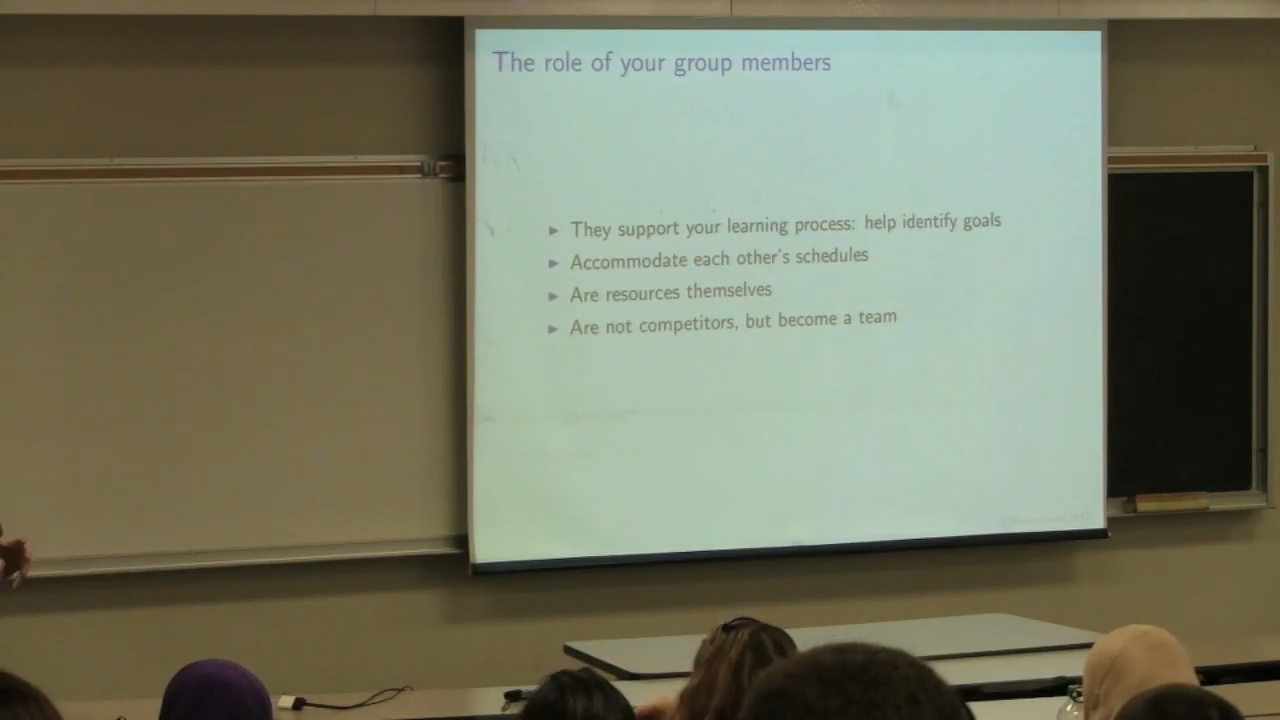 The role of your group members
▶ They support your learning process: help identify goals
▶ Accommodate each other's schedules
▶ Are resources themselves
▶ Are not competitors, but become a team